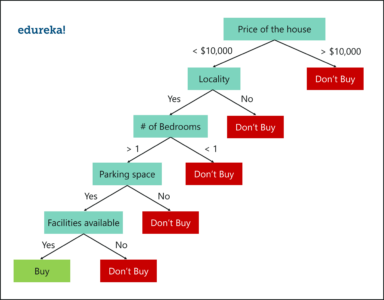 edureka!
Price of the house
< $10,000
> $10,000
Locality
Don't Buy
Yes
No
# of Bedrooms
Don't Buy
> 1
< 1
Parking space
Don't Buy
Yes
No
Facilities available
Don't Buy
Yes
No
Buy
Don't Buy